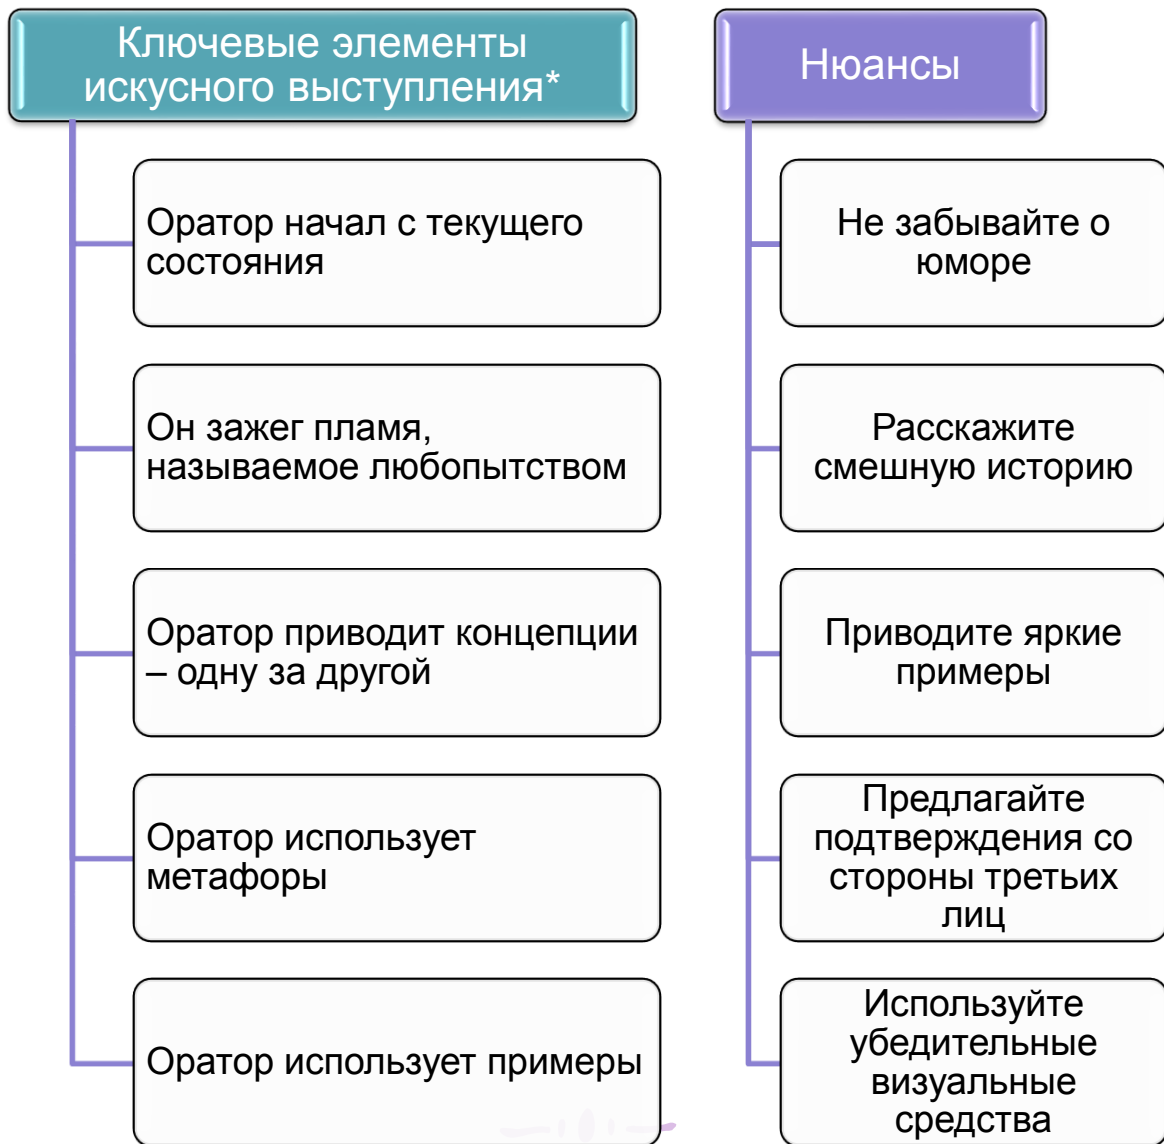 Ключевые элементы
искусного выступления*
Оратор начал с текущего
состояния
Он зажег пламя,
называемое любопытством
Оратор приводит концепции
– одну за другой
Оратор использует
метафоры
Оратор использует примеры
Нюансы
Не забывайте о
юморе
Расскажите
смешную историю
Приводите яркие
примеры
Предлагайте
подтверждения со
стороны третьих
лиц
Используйте
убедительные
визуальные
средства